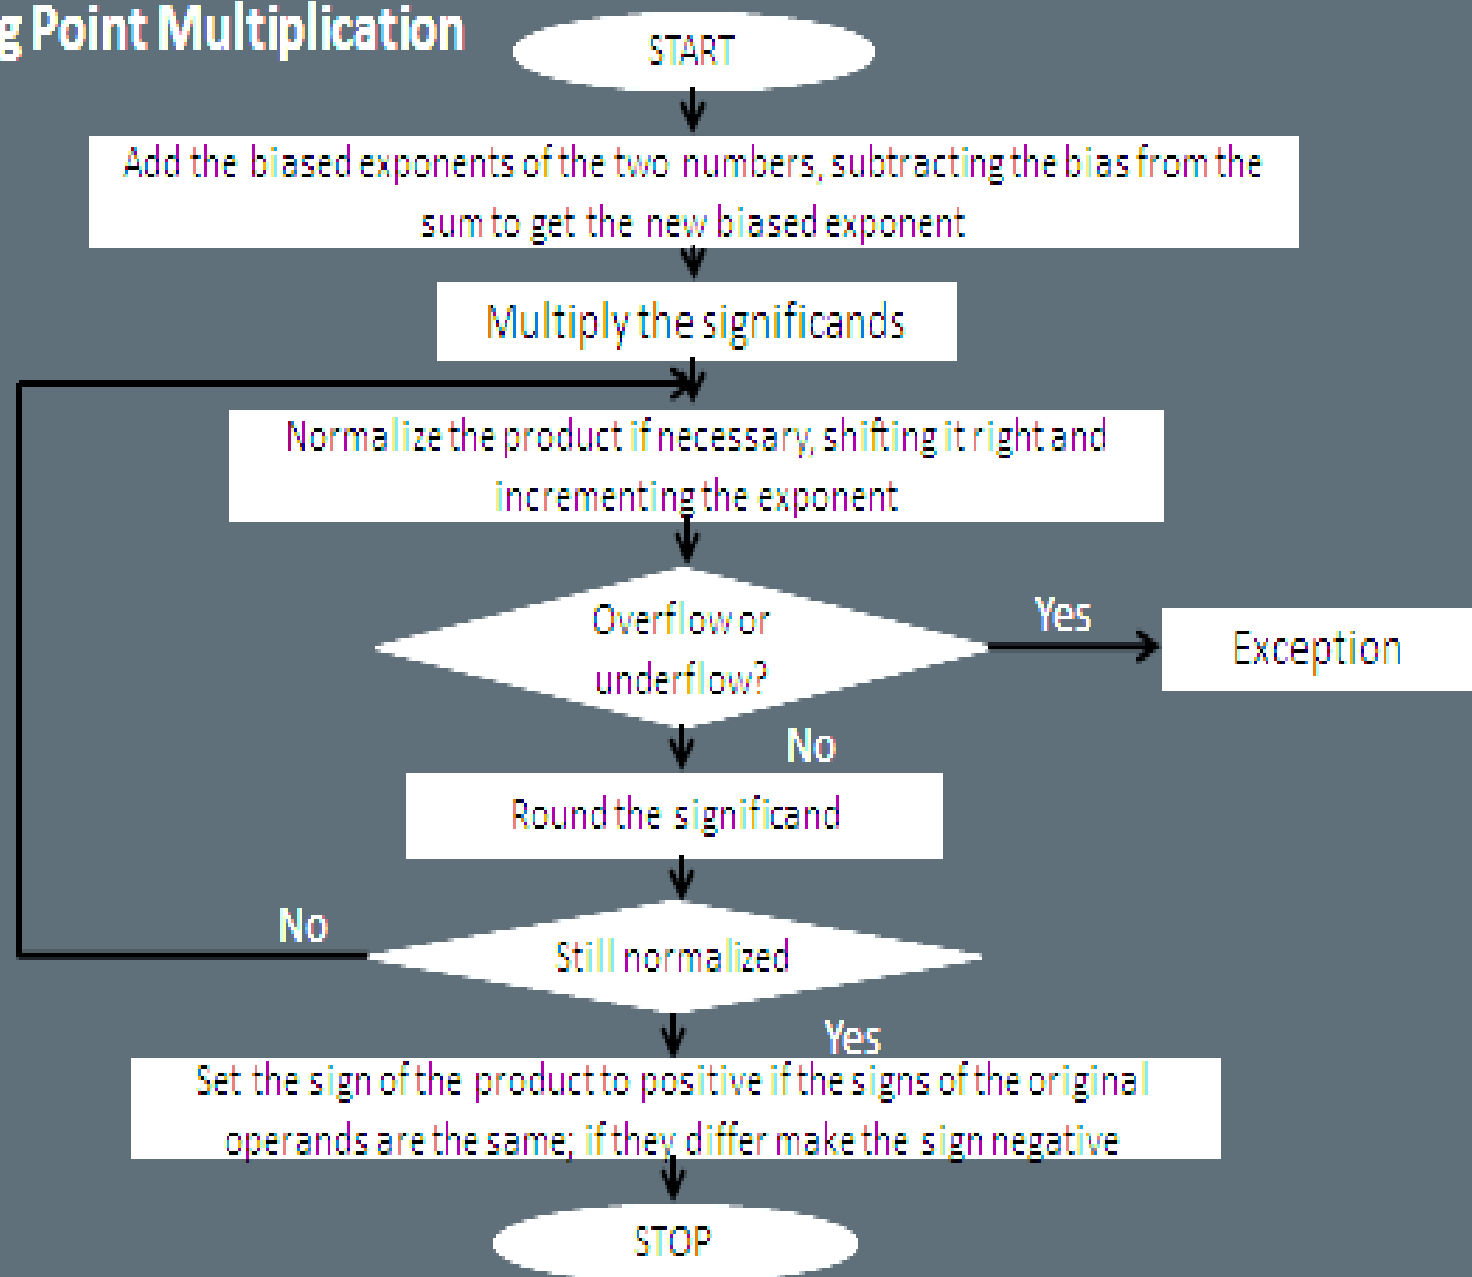 g Point Multiplication
START
Add the biased exponents of the two numbers, subtracting the bias from the
sum to get the new biased exponent
Multiply the significands
Normalize the product if necessary, shifting it right and
incrementing the exponent
Overflow or
underflow?
Yes
Exception
No
Round the significand
No
Still normalized
Yes
Set the sign of the product to positive if the signs of the original
operands are the same; if they differ make the sign negative
STOP